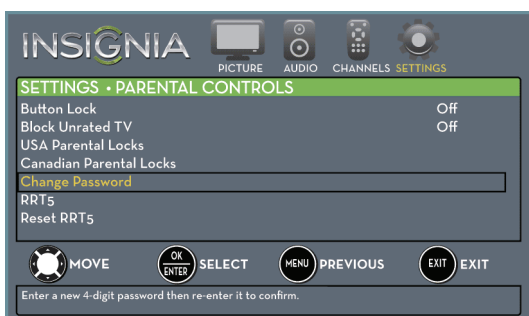 INSIGNIA
PICTURE AUDIO CHANNELS SETTINGS
SETTINGS • PARENTAL CONTROLS
Button Lock Off
Block Unrated TV Off
USA Parental Locks
Canadian Parental Locks
Change Password
RRT5
Reset RRT5
MOVE OK ENTER SELECT MENU PREVIOUS EXIT EXIT
Enter a new 4-digit password then re-enter it to confirm.